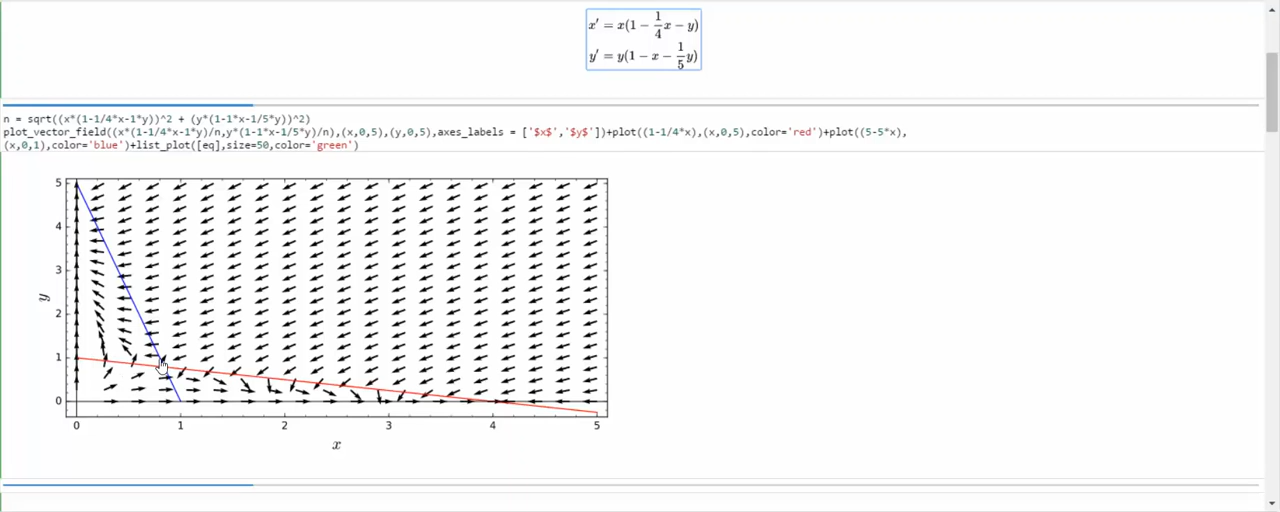 x′ = x(1 − 1/4 x − y)
y′ = y(1 − x − 1/5 y)
n = sqrt((x*(1-1/4*x-1*y))^2 + (y*(1-1*x-1/5*y))^2)
plot_vector_field((x*(1-1/4*x-1*y)/n,y*(1-1*x-1/5*y)/n),(x,0,5),(y,0,5),axes_labels = ['$x$','$y$'])+plot((1-1/4*x),(x,0,5),color='red')+plot((5-5*x),
(x,0,1),color='blue')+list_plot([eq],size=50,color='green')
5
4
3
2
1
0
y
0 1 2 3 4 5
x